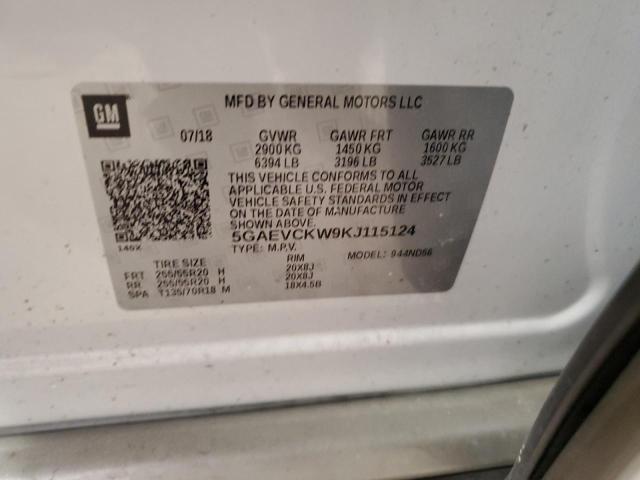 GM
MFD BY GENERAL MOTORS LLC
07/18 GVWR GAWR FRT GAWR RR
2900 KG 1450 KG 1600 KG
6394 LB 3196 LB 3527 LB
THIS VEHICLE CONFORMS TO ALL
APPLICABLE U.S. FEDERAL MOTOR
VEHICLE SAFETY STANDARDS IN EFFECT
ON THE DATE OF MANUFACTURE
SHOWN ABOVE.
5GAEVCKW9KJ115124
TYPE: M.P.V. MODEL: 944ND56
146X
TIRE SIZE RIM
FRT 255/55R20 H 20X8J
RR 255/55R20 H 20X8J
SPA T135/70R18 M 18X4.5B